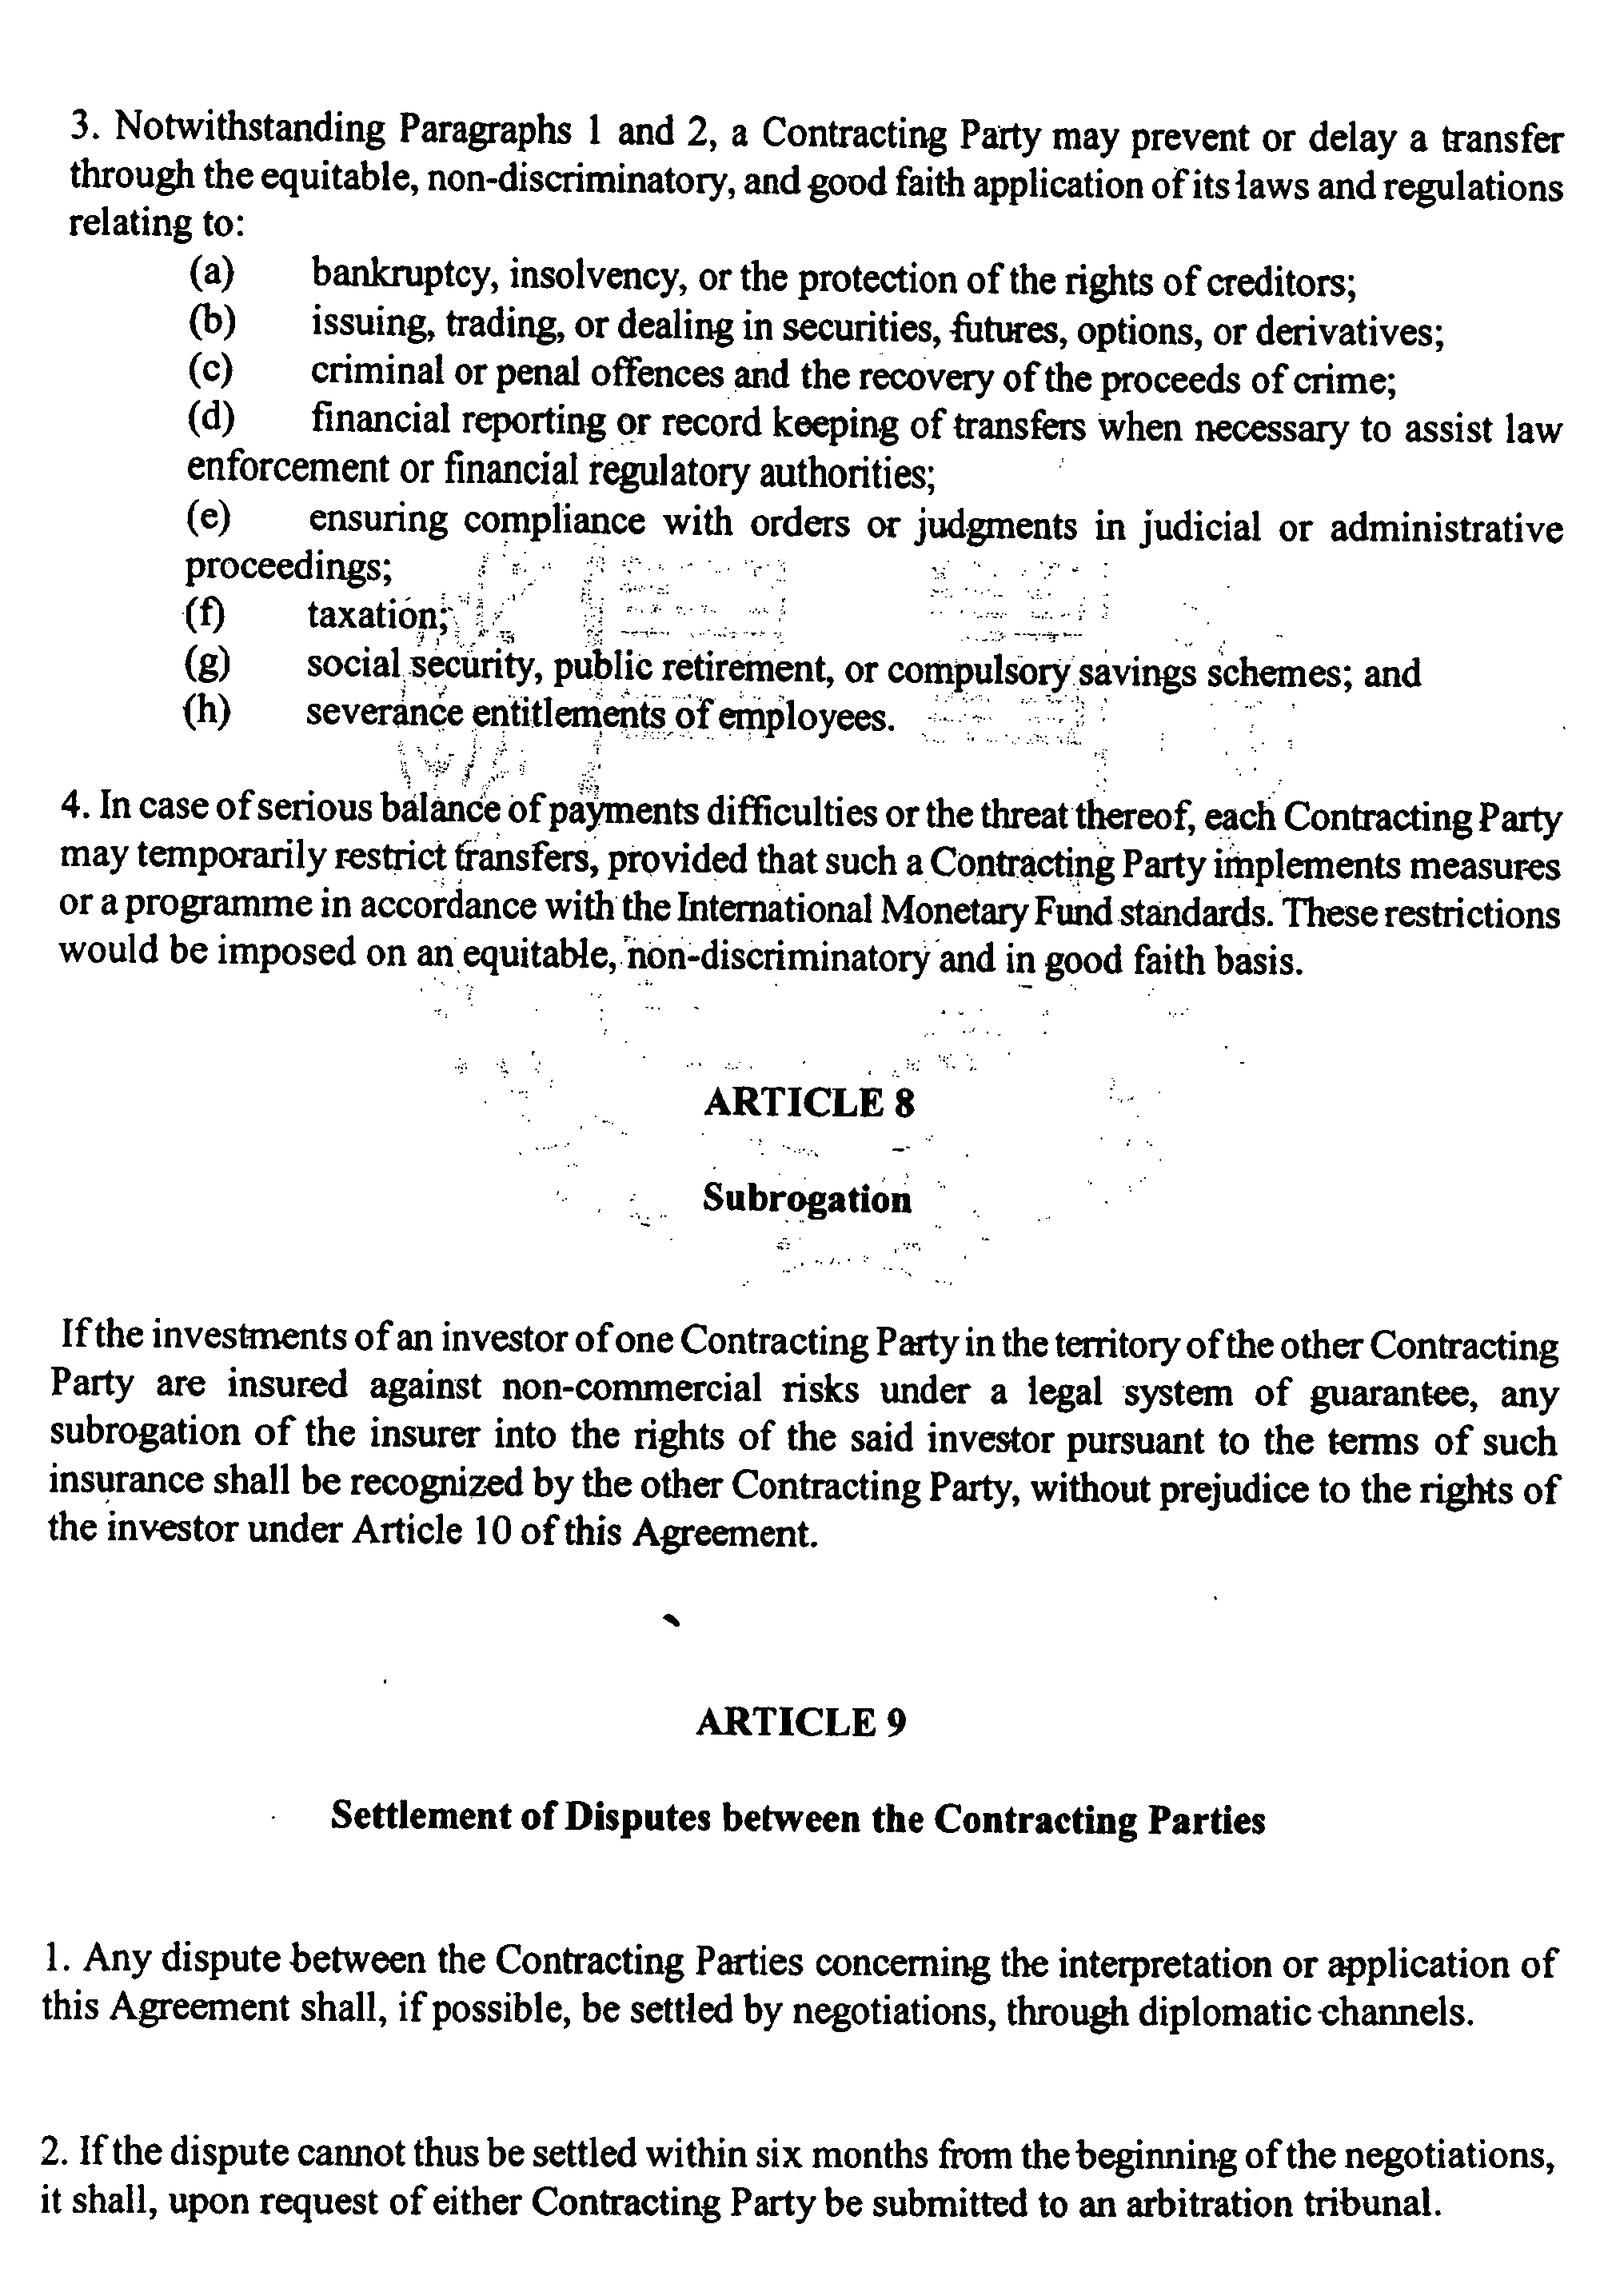 3. Notwithstanding Paragraphs 1 and 2, a Contracting Party may prevent or delay a transfer
through the equitable, non-discriminatory, and good faith application of its laws and regulations
relating to:
(a) bankruptcy, insolvency, or the protection of the rights of creditors;
(b) issuing, trading, or dealing in securities, futures, options, or derivatives;
(c) criminal or penal offences and the recovery of the proceeds of crime;
(d) financial reporting or record keeping of transfers when necessary to assist law
enforcement or financial regulatory authorities;
(e) ensuring compliance with orders or judgments in judicial or administrative
proceedings;
(f) taxation;
(g) social security, public retirement, or compulsory savings schemes; and
(h) severance entitlements of employees.
4. In case of serious balance of payments difficulties or the threat thereof, each Contracting Party
may temporarily restrict transfers, provided that such a Contracting Party implements measures
or a programme in accordance with the International Monetary Fund standards. These restrictions
would be imposed on an equitable, non-discriminatory and in good faith basis.
ARTICLE 8
Subrogation
If the investments of an investor of one Contracting Party in the territory of the other Contracting
Party are insured against non-commercial risks under a legal system of guarantee, any
subrogation of the insurer into the rights of the said investor pursuant to the terms of such
insurance shall be recognized by the other Contracting Party, without prejudice to the rights of
the investor under Article 10 of this Agreement.
ARTICLE 9
Settlement of Disputes between the Contracting Parties
1. Any dispute between the Contracting Parties concerning the interpretation or application of
this Agreement shall, if possible, be settled by negotiations, through diplomatic channels.
2. If the dispute cannot thus be settled within six months from the beginning of the negotiations,
it shall, upon request of either Contracting Party be submitted to an arbitration tribunal.